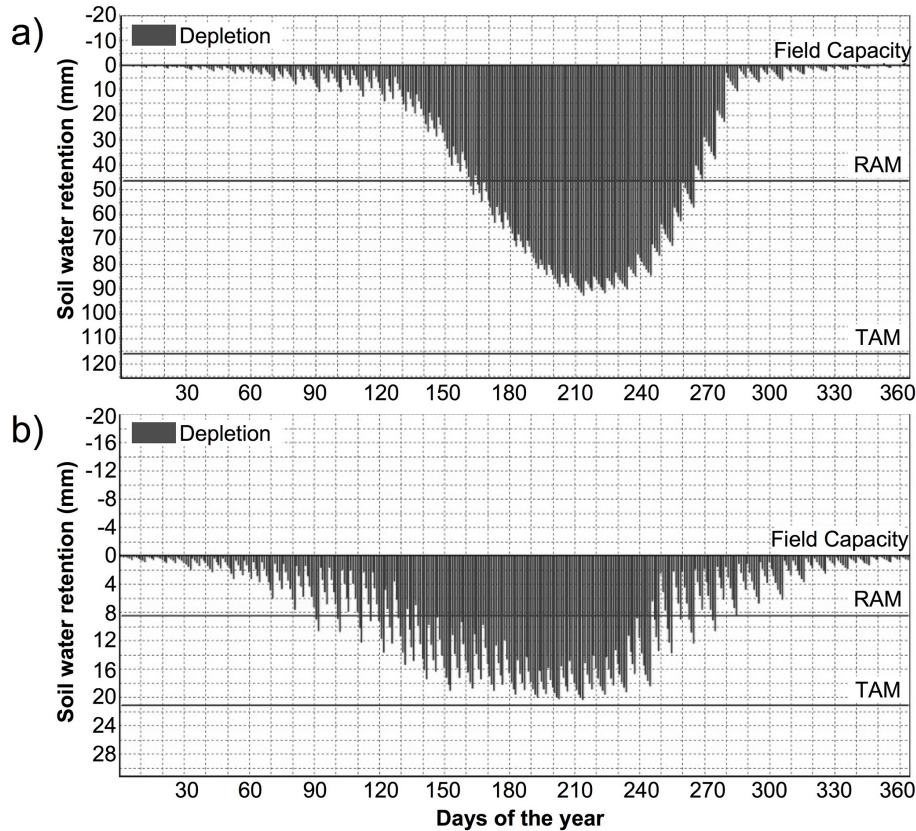 a)
Depletion
Soil water retention (mm)
-20
-10
0
10
20
30
40
50
60
70
80
90
100
110
120
Field Capacity
RAM
TAM
30 60 90 120 150 180 210 240 270 300 330 360
b)
Depletion
Soil water retention (mm)
-20
-16
-12
-8
-4
0
4
8
12
16
20
24
28
Field Capacity
RAM
TAM
30 60 90 120 150 180 210 240 270 300 330 360
Days of the year